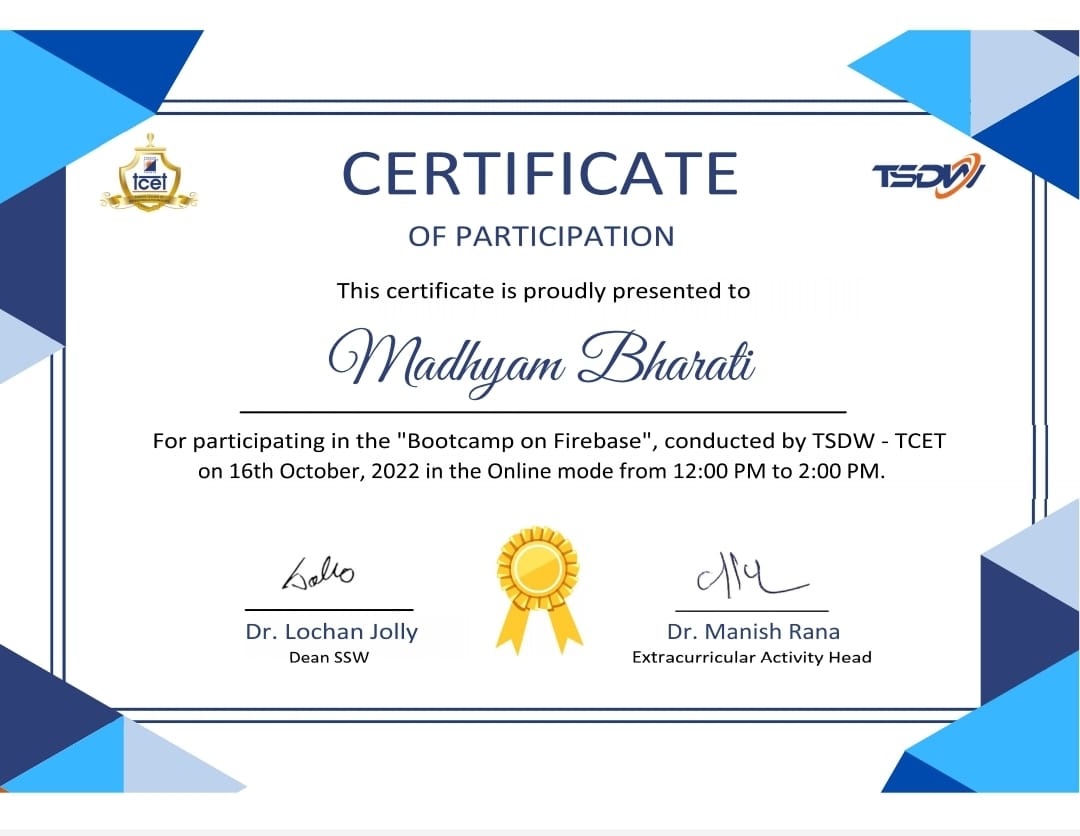 tcet
CERTIFICATE
TSDW
OF PARTICIPATION
This certificate is proudly presented to
Madhyam Bharati
For participating in the "Bootcamp on Firebase", conducted by TSDW - TCET
on 16th October, 2022 in the Online mode from 12:00 PM to 2:00 PM.
Dr. Lochan Jolly
Dr. Manish Rana
Dean SSW
Extracurricular Activity Head